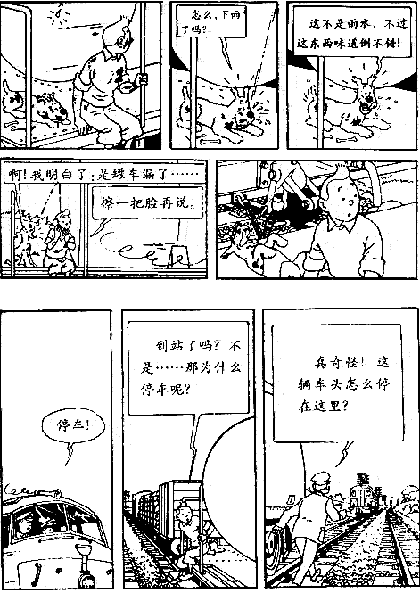 怎么,下雨
了吗?
这不是雨水,不过
这东西味道倒不错!
啊!我明白了:是罐车漏了……
擦一把脸再说。
停车!
到站了吗?不
是……那为什么
停车呢?
真奇怪!这
辆车头怎么停
在这里?